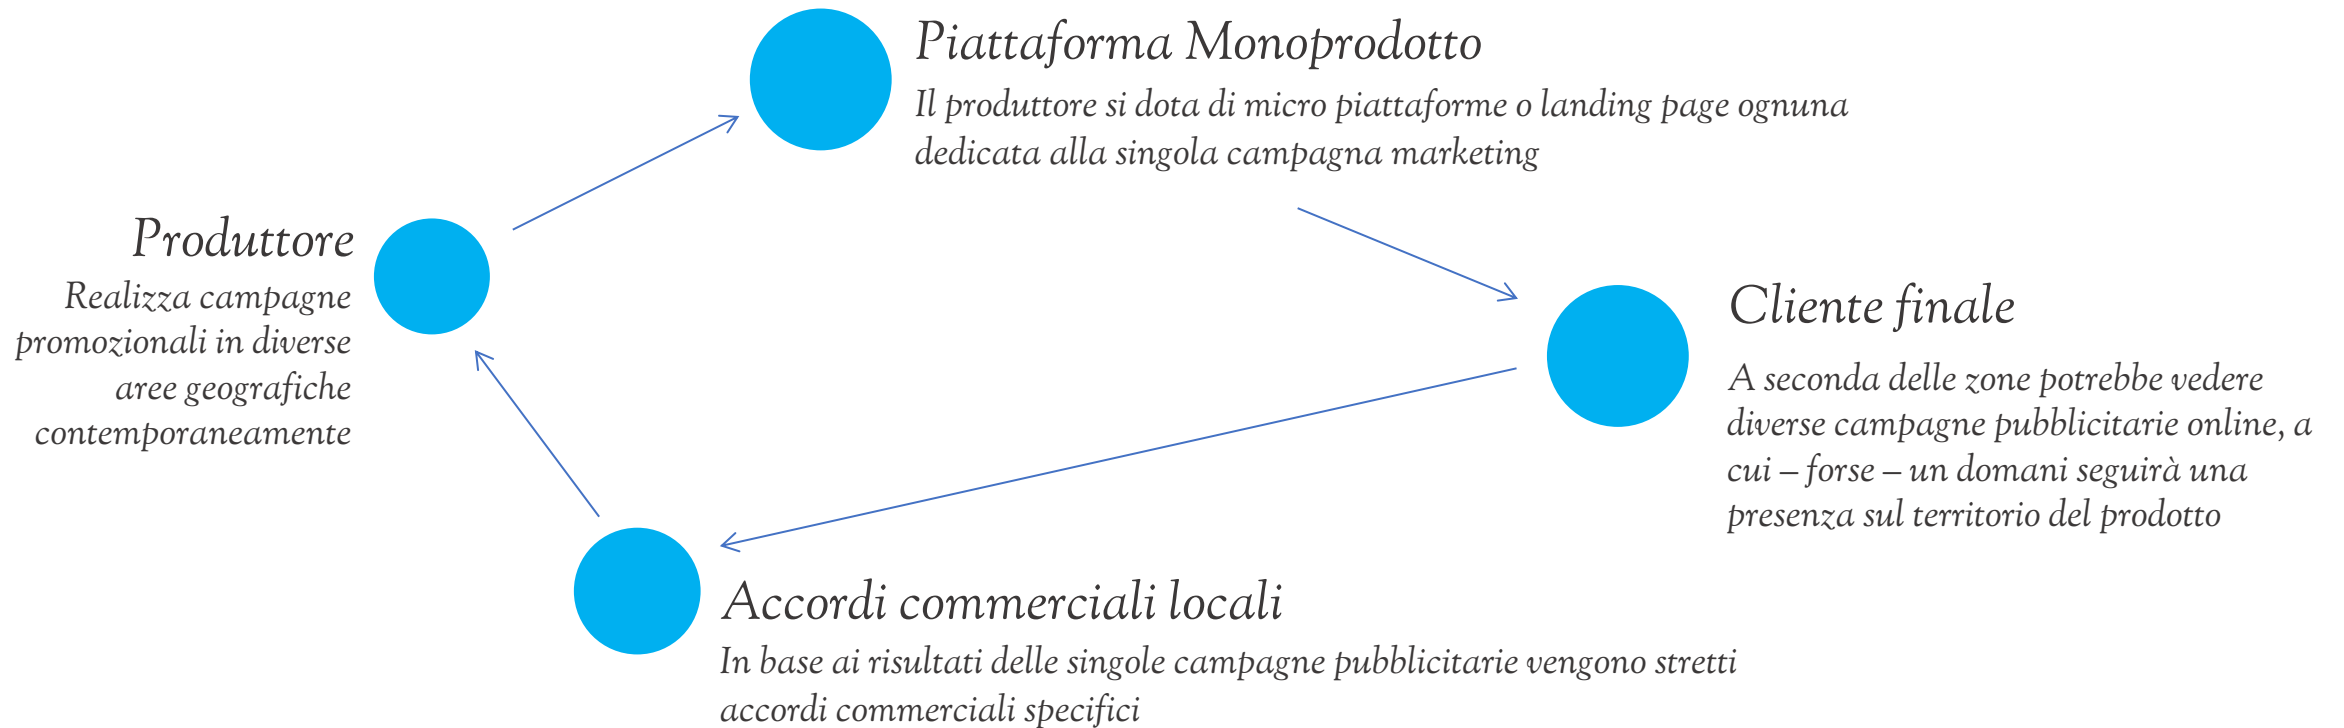 Piattaforma Monoprodotto
Il produttore si dota di micro piattaforme o landing page ognuna
dedicata alla singola campagna marketing
Produttore
Realizza campagne
promozionali in diverse
aree geografiche
contemporaneamente
Cliente finale
A seconda delle zone potrebbe vedere
diverse campagne pubblicitarie online, a
cui – forse – un domani seguirà una
presenza sul territorio del prodotto
Accordi commerciali locali
In base ai risultati delle singole campagne pubblicitarie vengono stretti
accordi commerciali specifici